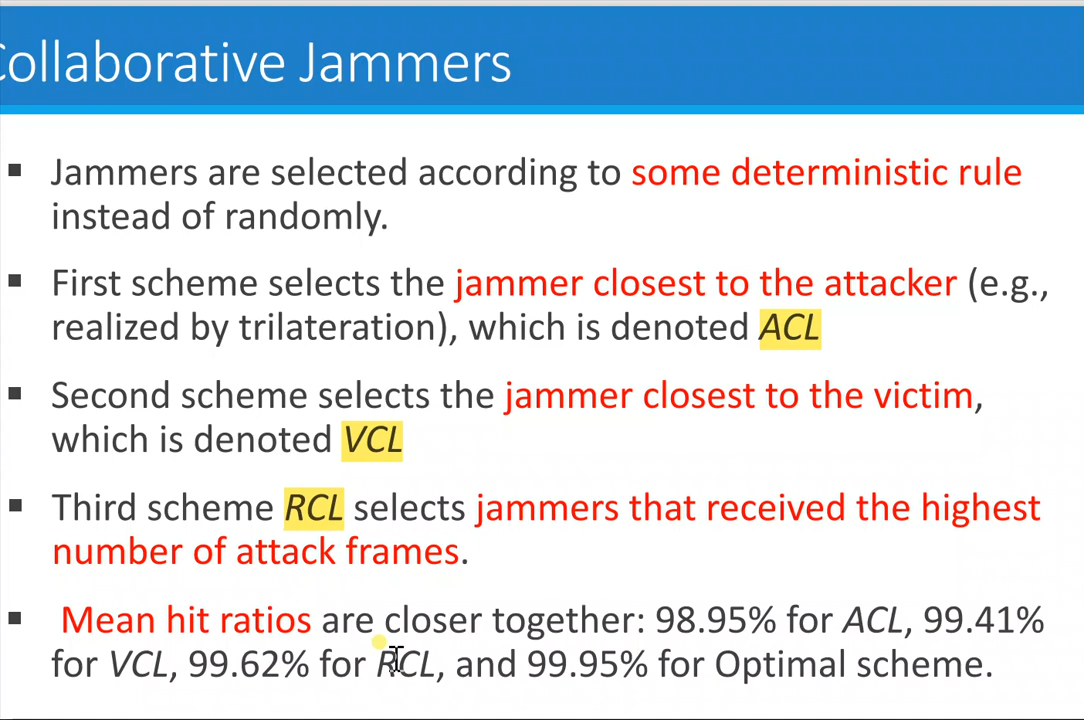 Collaborative Jammers
▪ Jammers are selected according to some deterministic rule
instead of randomly.
▪ First scheme selects the jammer closest to the attacker (e.g.,
realized by trilateration), which is denoted ACL
▪ Second scheme selects the jammer closest to the victim,
which is denoted VCL
▪ Third scheme RCL selects jammers that received the highest
number of attack frames.
▪ Mean hit ratios are closer together: 98.95% for ACL, 99.41%
for VCL, 99.62% for RCL, and 99.95% for Optimal scheme.